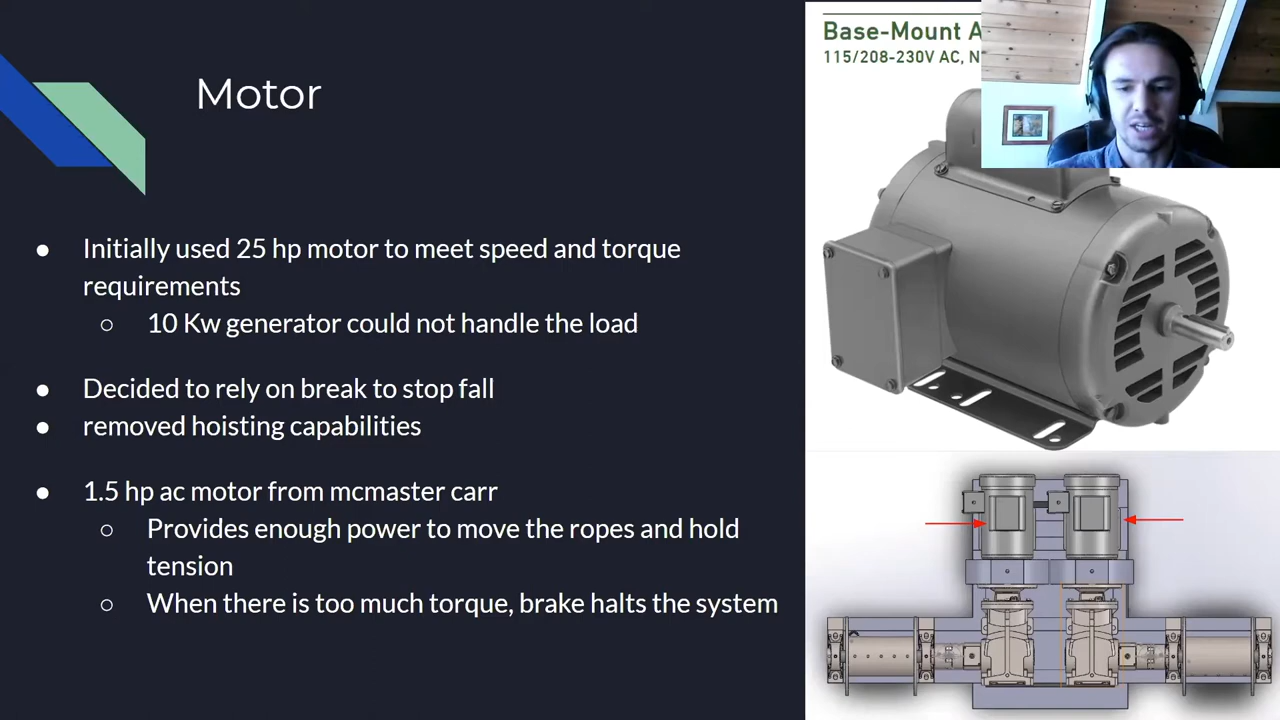 Base-Mount A
115/208-230V AC, N
Motor
Initially used 25 hp motor to meet speed and torque
requirements
10 Kw generator could not handle the load
Decided to rely on break to stop fall
removed hoisting capabilities
1.5 hp ac motor from mcmaster carr
Provides enough power to move the ropes and hold
tension
When there is too much torque, brake halts the system